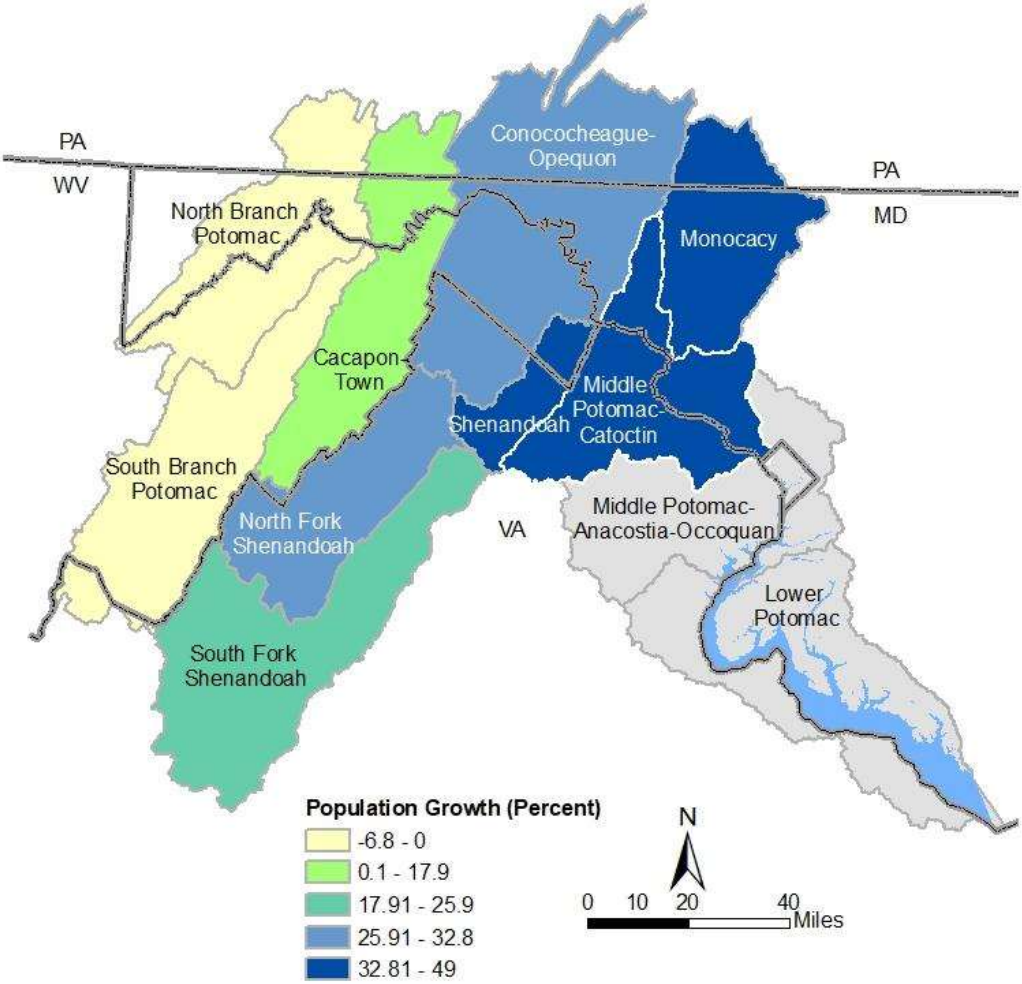 PA
WV
North Branch
Potomac
Conococheague-
Opequon
PA
MD
Monocacy
Cacapon-
Town
Shenandoah
Middle
Potomac-
Catoctin
South Branch
Potomac
North Fork
Shenandoah
VA
Middle Potomac-
Anacostia-Occoquan
Lower
Potomac
South Fork
Shenandoah
Population Growth (Percent)
-6.8 - 0
0.1 - 17.9
17.91 - 25.9
25.91 - 32.8
32.81 - 49
N
0 10 20 40
Miles